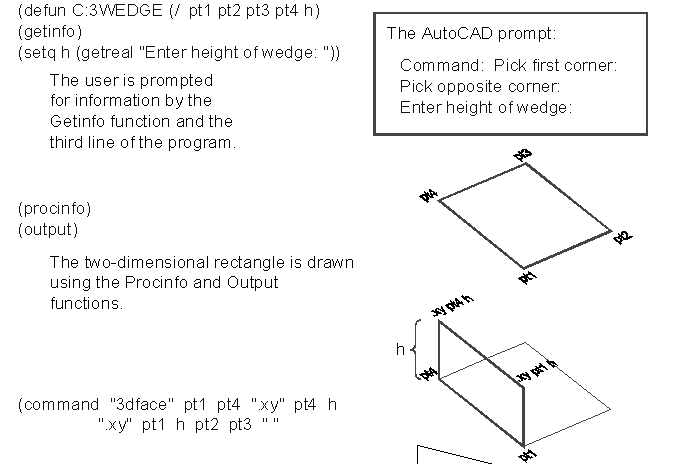 (defun C:3WEDGE (/ pt1 pt2 pt3 pt4 h)
(getinfo)
(setq h (getreal "Enter height of wedge: "))
The user is prompted
for information by the
Getinfo function and the
third line of the program.
The AutoCAD prompt:
Command: Pick first corner:
Pick opposite corner:
Enter height of wedge:
pt3
pt4
pt2
pt1
(procinfo)
(output)
The two-dimensional rectangle is drawn
using the Procinfo and Output
functions.
.xy pt4 h
h
.xy pt1 h
pt4
pt1
(command "3dface" pt1 pt4 ".xy" pt4 h
".xy" pt1 h pt2 pt3 " "